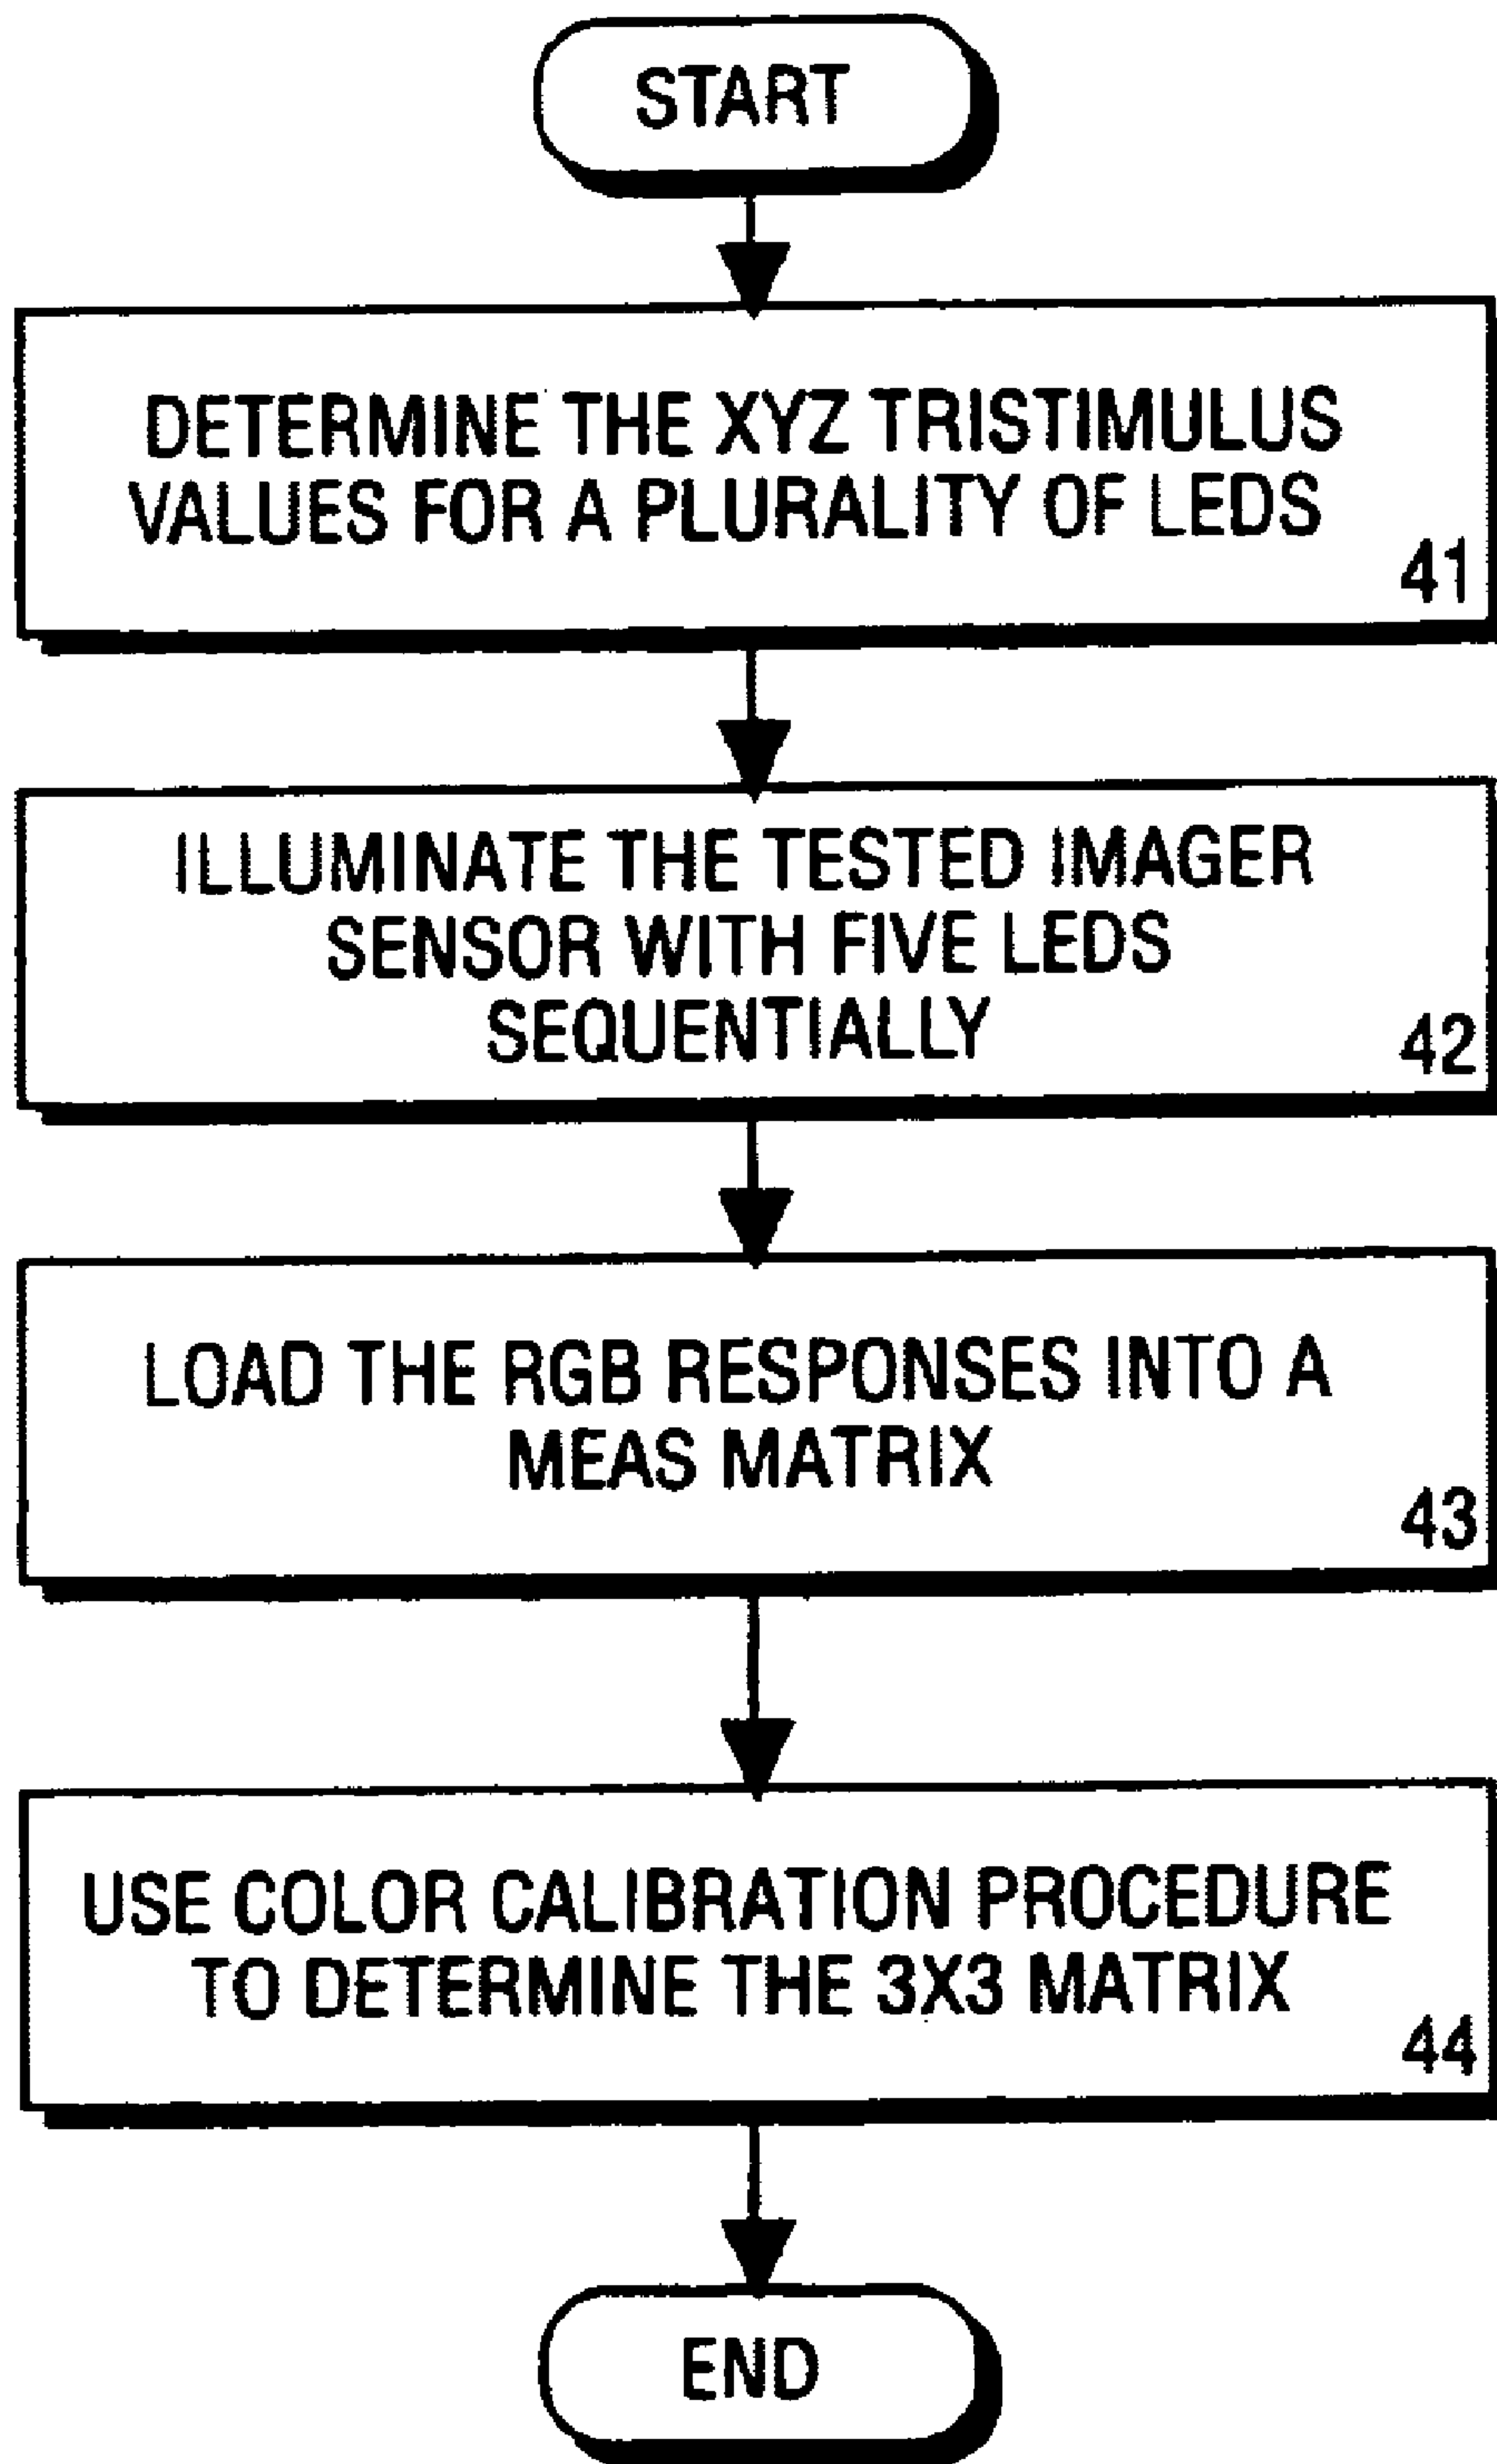 START
DETERMINE THE XYZ TRISTIMULUS
VALUES FOR A PLURALITY OF LEDS
41
ILLUMINATE THE TESTED IMAGER
SENSOR WITH FIVE LEDS
SEQUENTIALLY
42
LOAD THE RGB RESPONSES INTO A
MEAS MATRIX
43
USE COLOR CALIBRATION PROCEDURE
TO DETERMINE THE 3X3 MATRIX
44
END